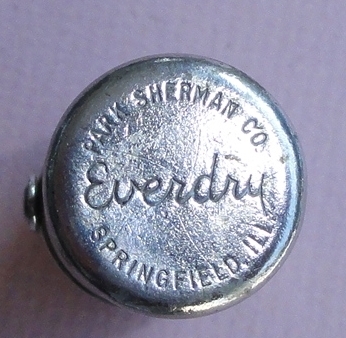 PARK SHERMAN CO.
Everdry
SPRINGFIELD, ILL.